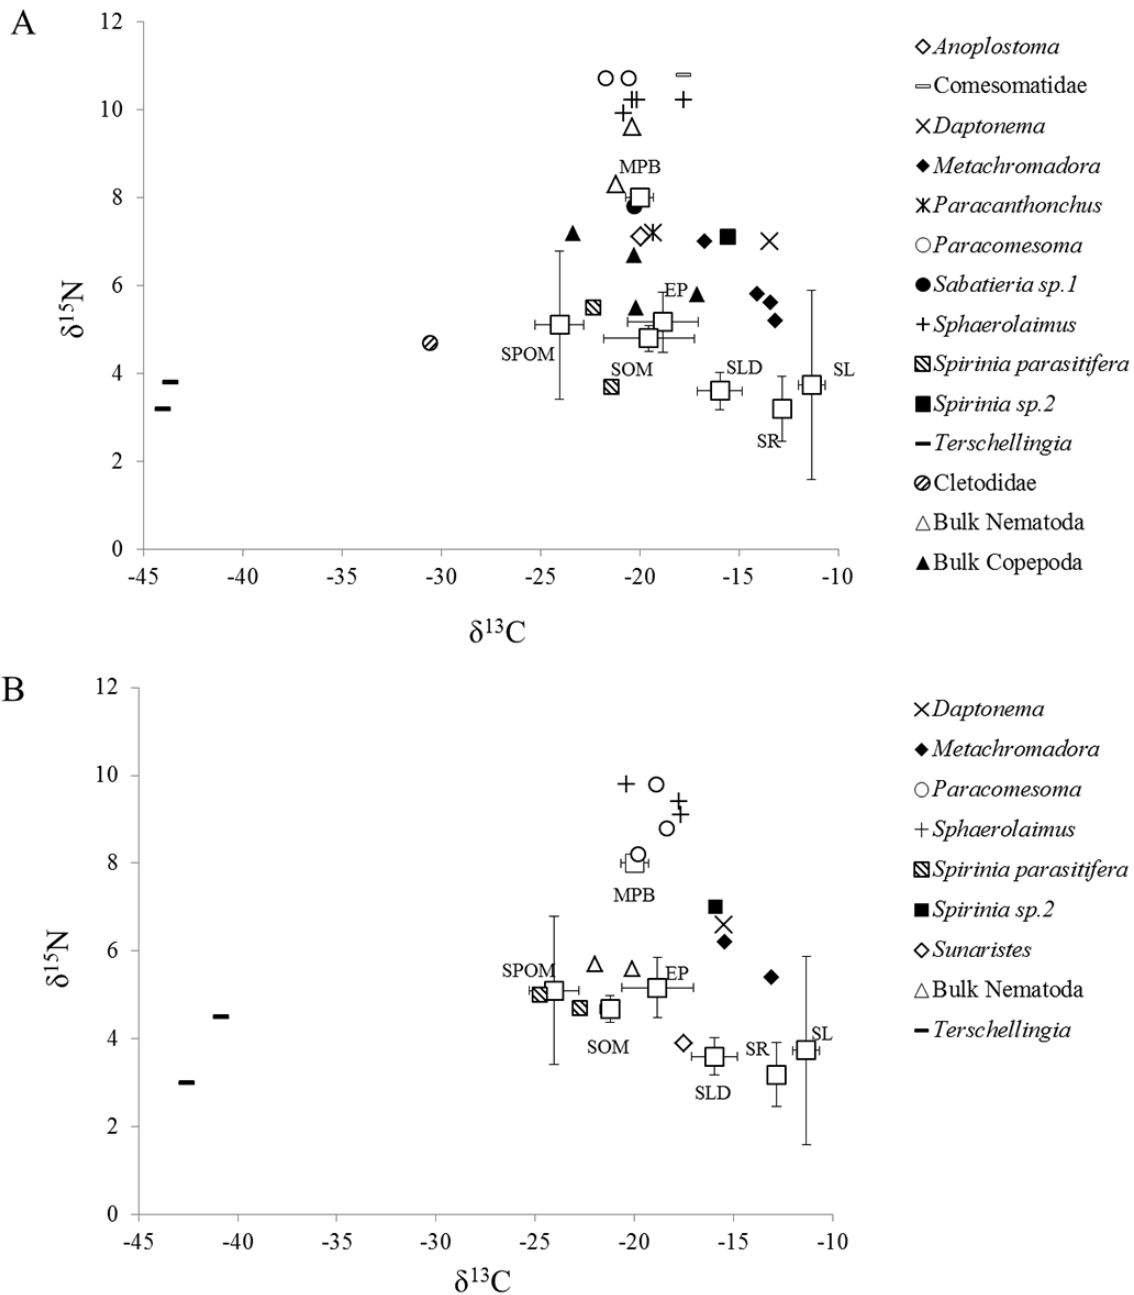 A
12
10
8
6
4
2
0
δ15N
-45
-40
-35
-30
-25
-20
-15
-10
δ13C
MPB
EP
SPOM
SOM
SLD
SL
SR
Anoplostoma
Comesomatidae
Daptonema
Metachromadora
Paracanthonchus
Paracomesoma
Sabatieria sp.1
Sphaerolaimus
Spirinia parasitifera
Spirinia sp.2
Terschellingia
Cletodidae
Bulk Nematoda
Bulk Copepoda
B
12
10
8
6
4
2
0
δ15N
-45
-40
-35
-30
-25
-20
-15
-10
δ13C
MPB
SPOM
EP
SOM
SR
SL
SLD
Daptonema
Metachromadora
Paracomesoma
Sphaerolaimus
Spirinia parasitifera
Spirinia sp.2
Sunaristes
Bulk Nematoda
Terschellingia